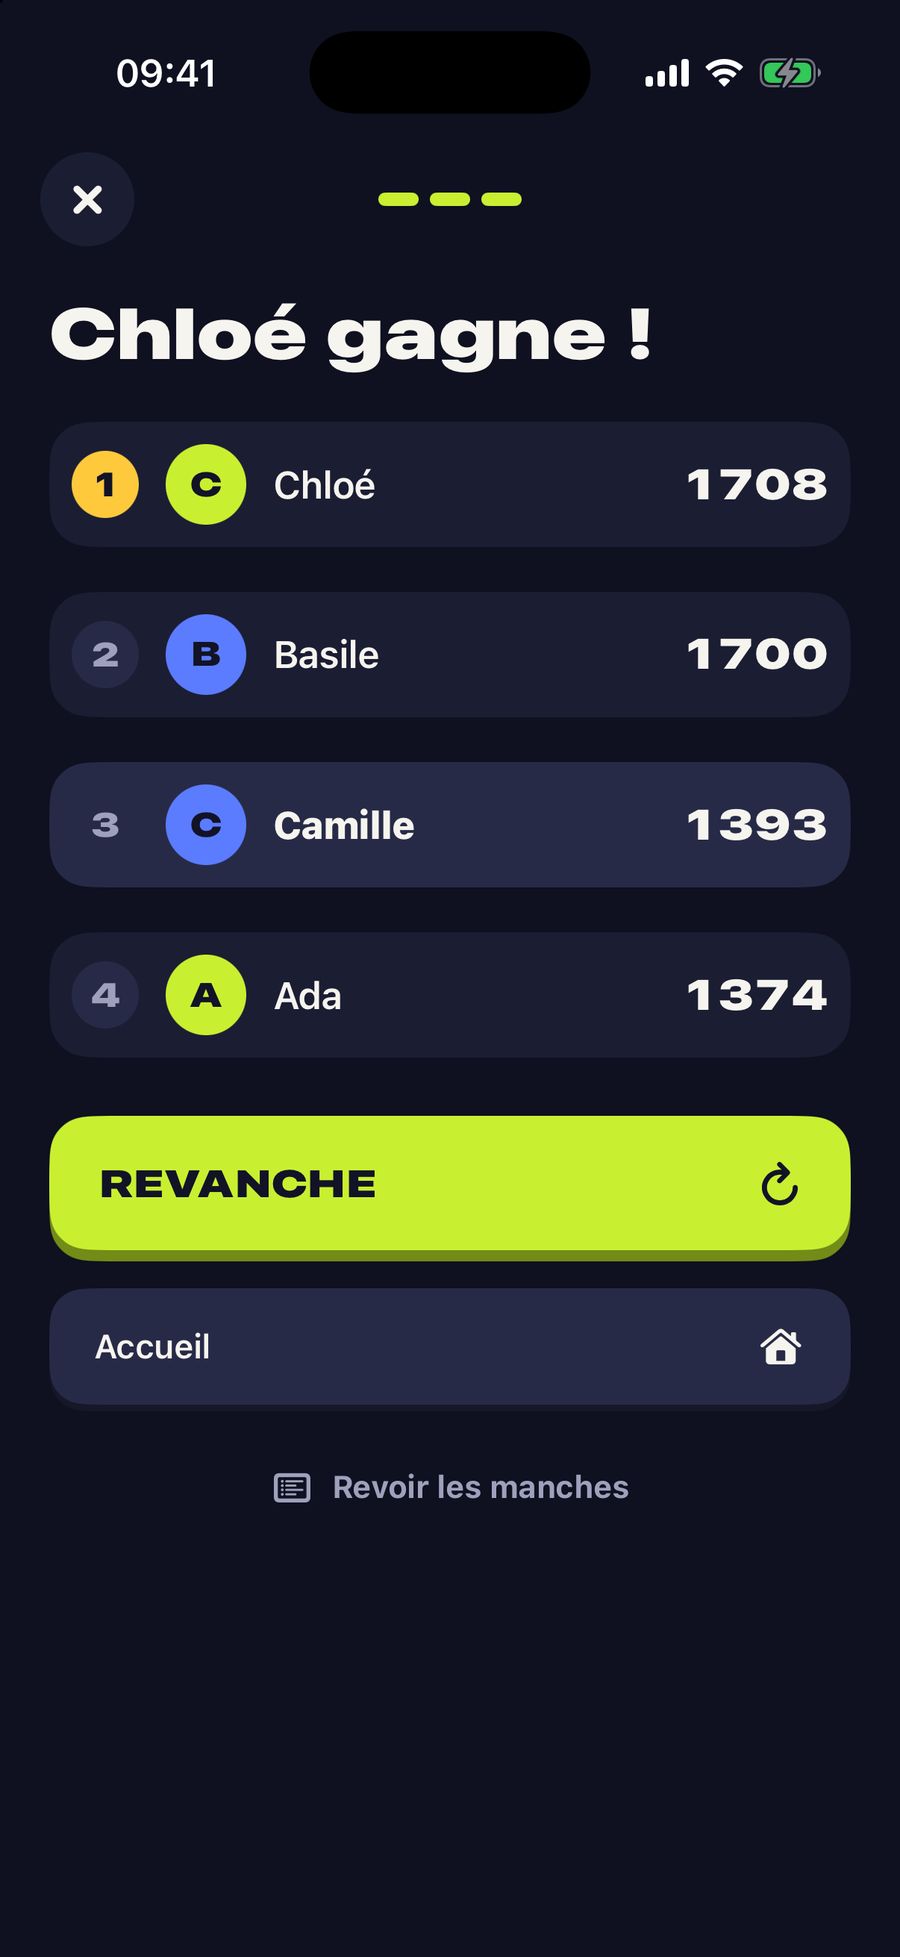 09:41
Chloé gagne !
1 C Chloé 1708
2 B Basile 1700
3 C Camille 1393
4 A Ada 1374
REVANCHE
Accueil
Revoir les manches